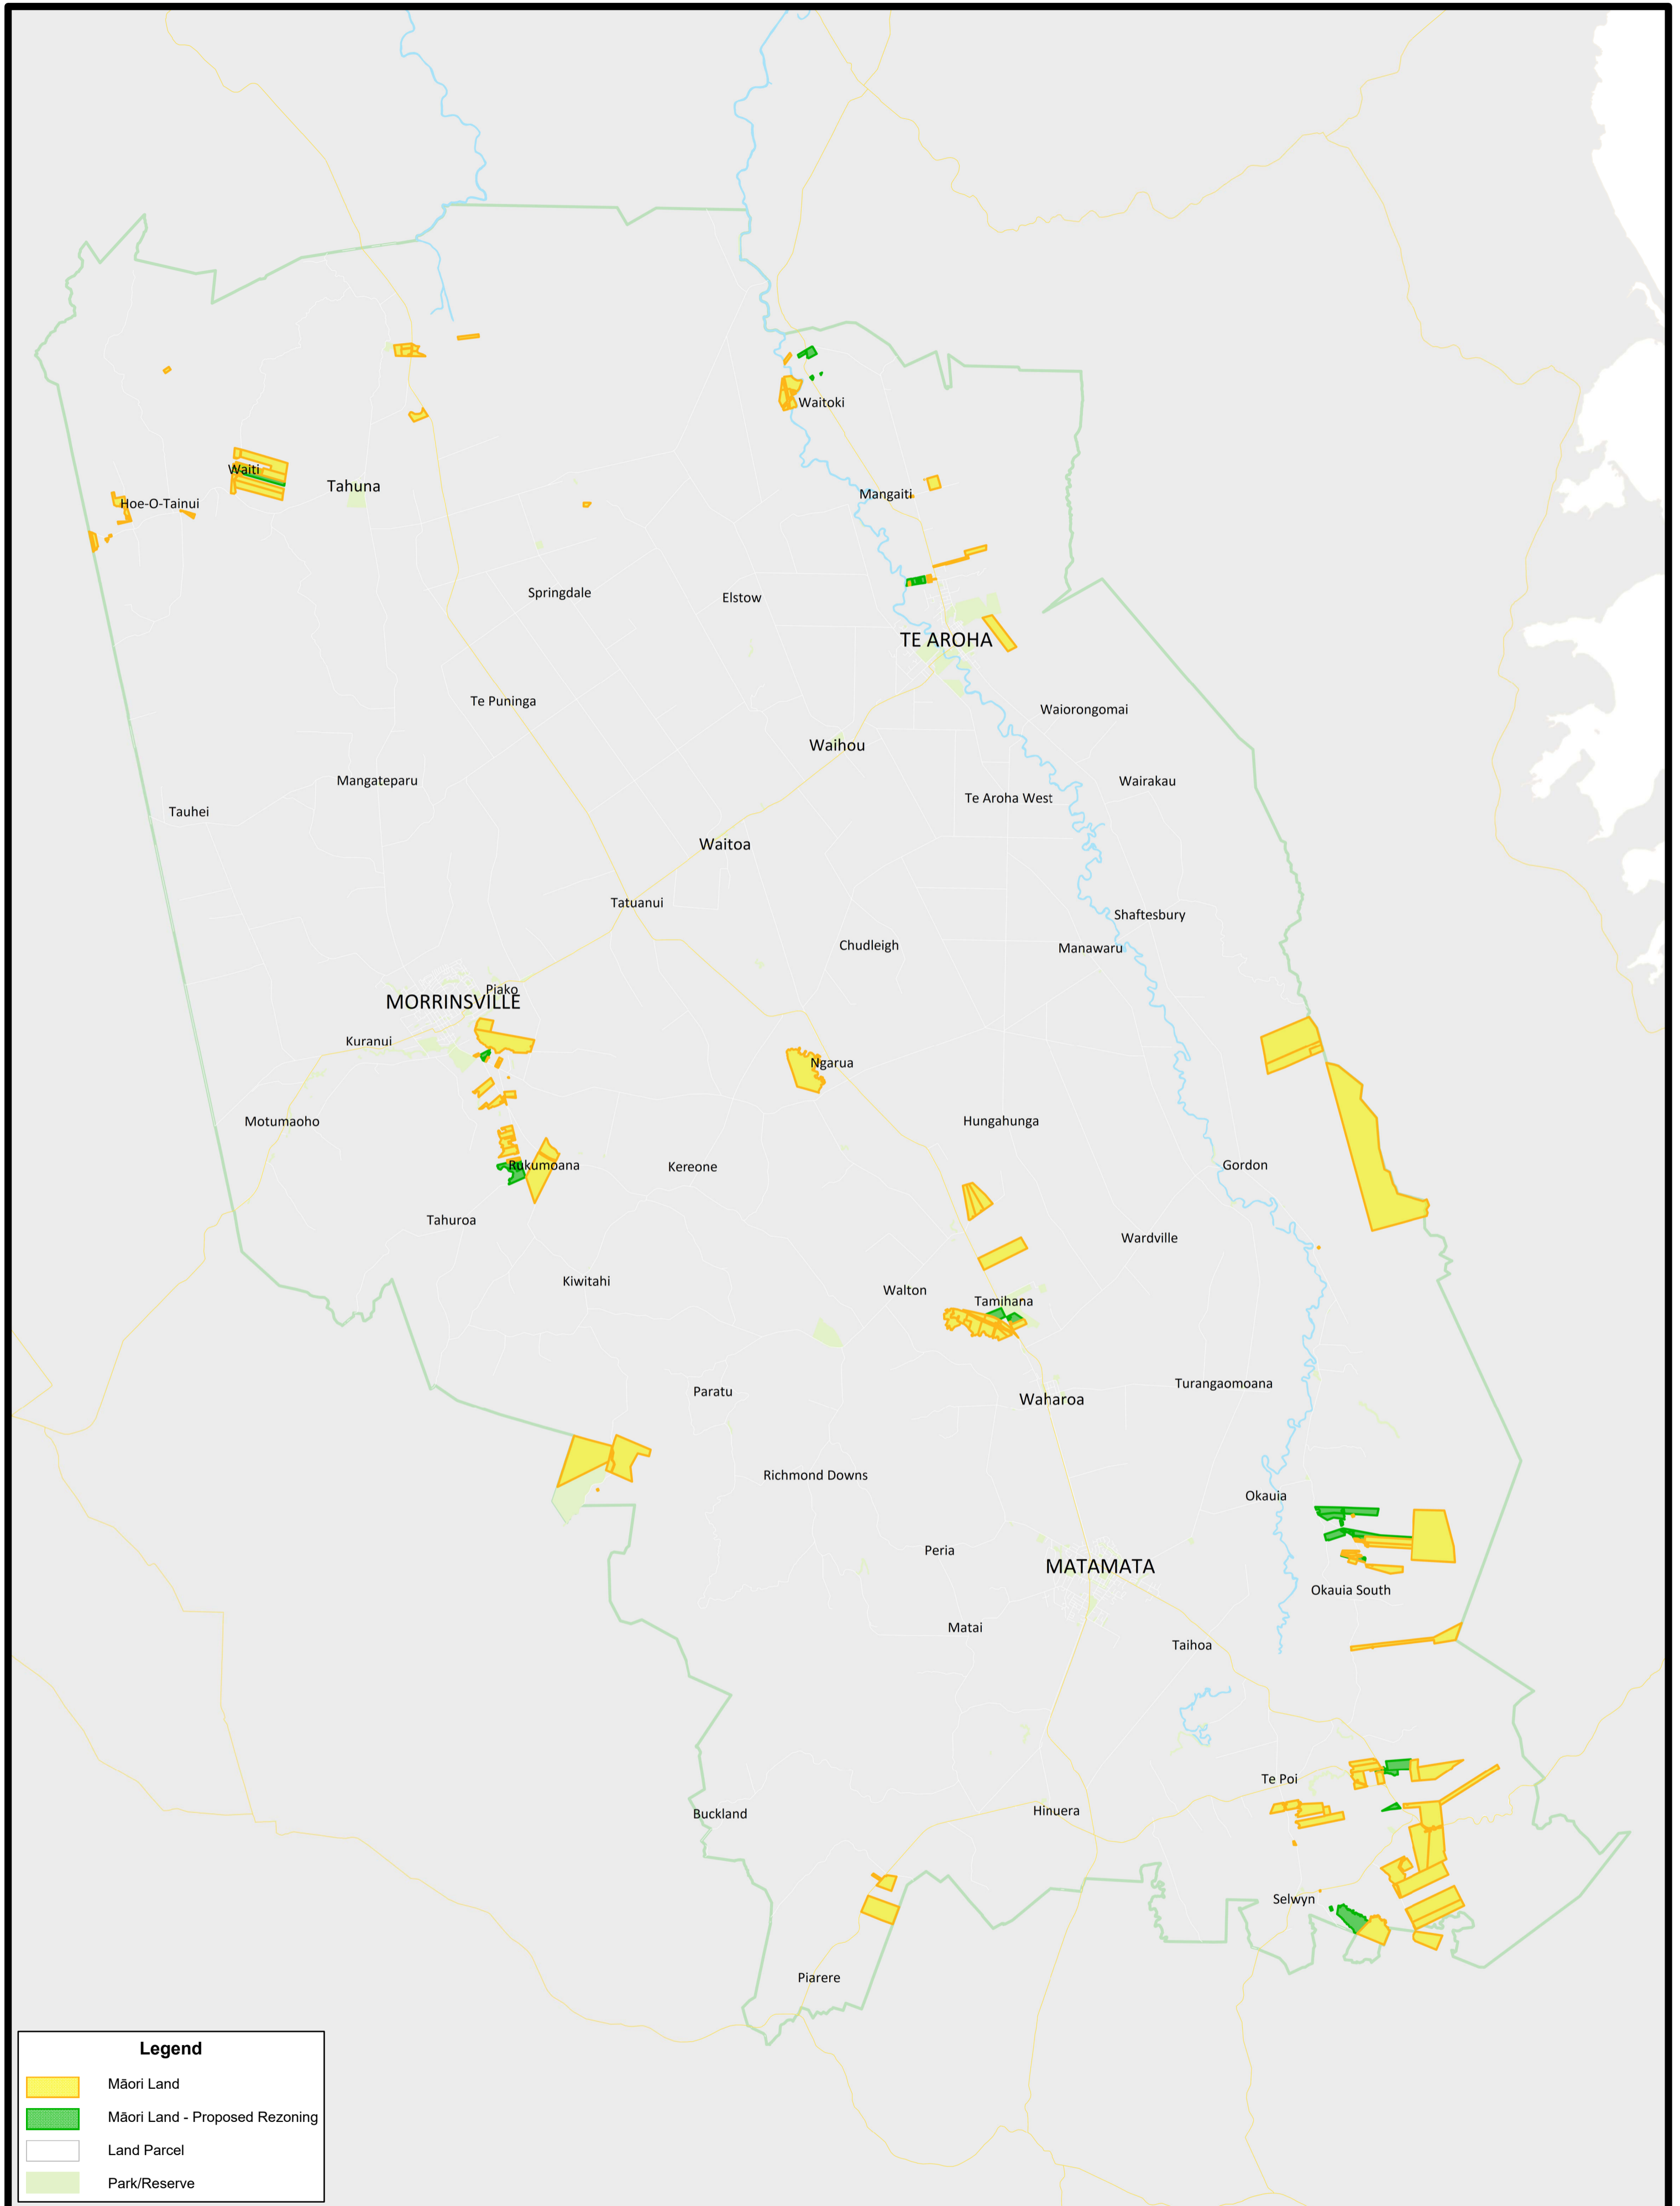 Waitoki
Waiti
Tahuna
Mangaiti
Hoe-O-Tainui
Springdale
Elstow
TE AROHA
Te Puninga
Waiorongomai
Waihou
Mangateparu
Wairakau
Te Aroha West
Tauhei
Waitoa
Tatuanui
Shaftesbury
Chudleigh
Manawaru
Piako
MORRINSVILLE
Kuranui
Ngarua
Motumaoho
Hungahunga
Rukumoana
Kereone
Gordon
Tahuroa
Wardville
Kiwitahi
Walton
Tamihana
Turangaomoana
Paratu
Waharoa
Richmond Downs
Okauia
Peria
MATAMATA
Okauia South
Matai
Taihoa
Te Poi
Hinuera
Buckland
Selwyn
Piarere
Legend
Māori Land
Māori Land - Proposed Rezoning
Land Parcel
Park/Reserve